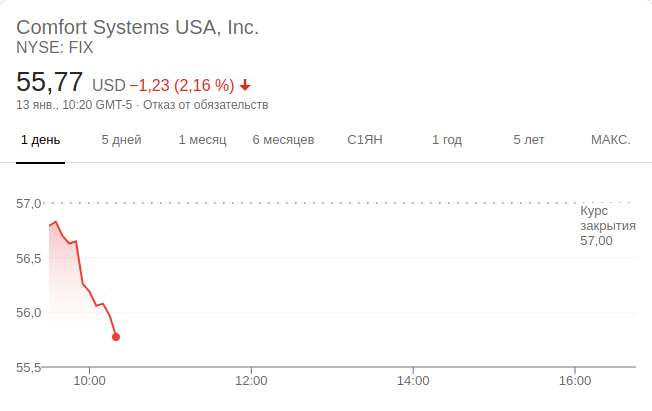 Comfort Systems USA, Inc.
NYSE: FIX
55,77 USD −1,23 (2,16 %)
13 янв., 10:20 GMT-5 · Отказ от обязательств
1 день 5 дней 1 месяц 6 месяцев С1ЯН 1 год 5 лет МАКС.
57,0
Курс
закрытия
57,00
56,5
56,0
55,5
10:00 12:00 14:00 16:00